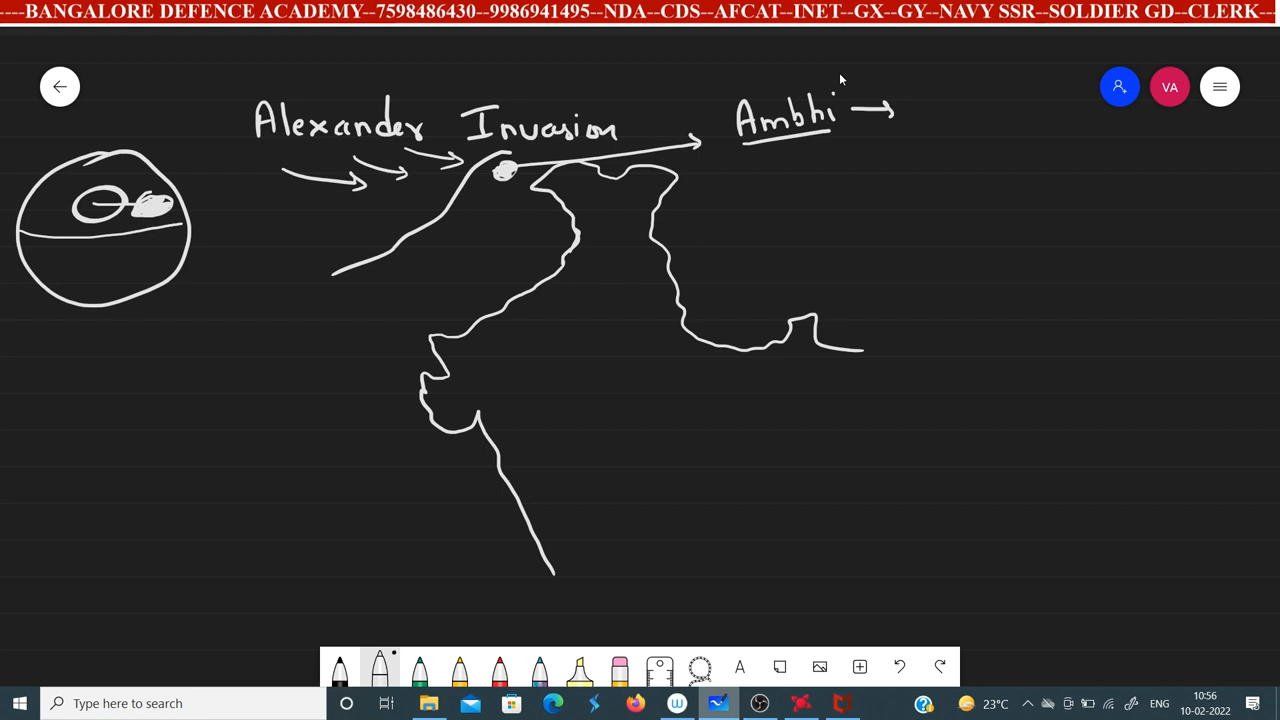 ----BANGALORE DEFENCE ACADEMY--7598486430--9986941495--NDA--CDS--AFCAT--INET--GX--GY--NAVY SSR--SOLDIER GD--CLERK---
VA
Alexander Invasion
Ambhi
A
Type here to search
23°C
ENG
10:56
10-02-2022